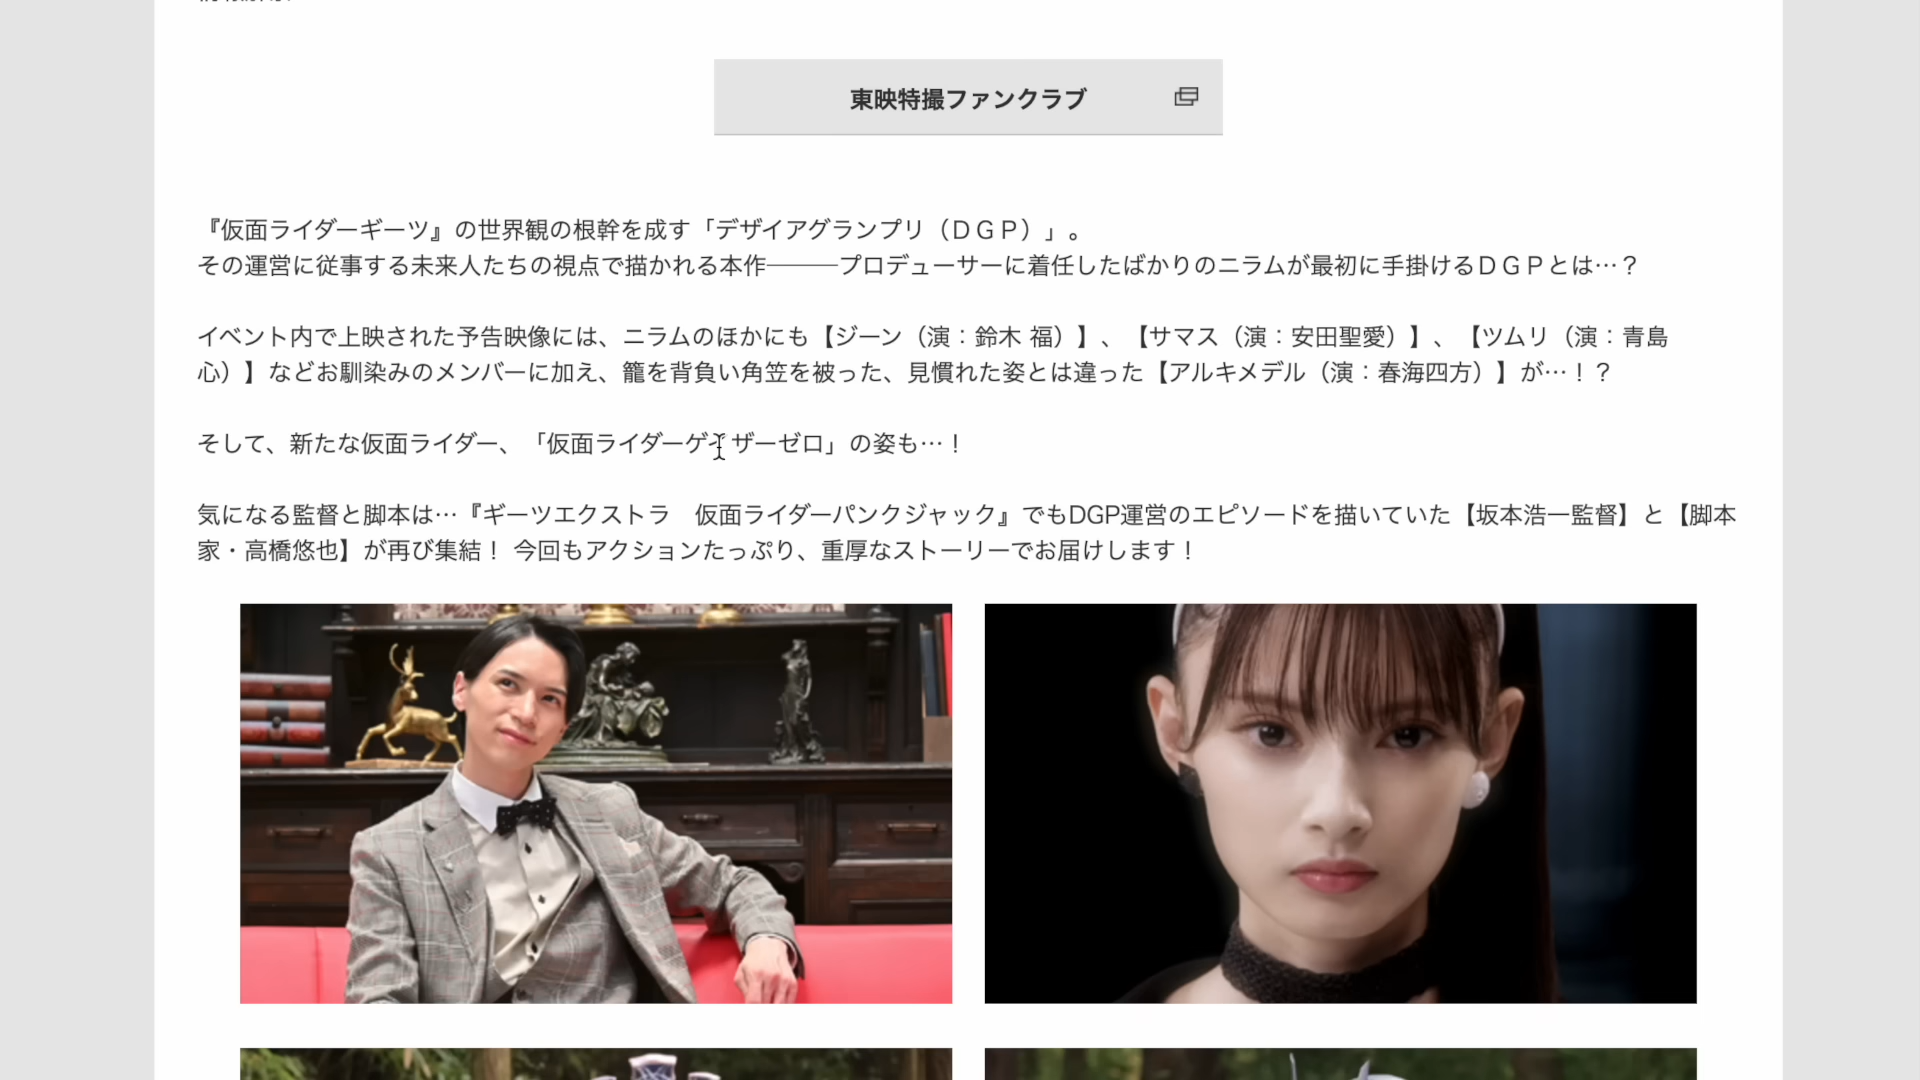 東映特撮ファンクラブ
『仮面ライダーギーツ』の世界観の根幹を成す「デザイアグランプリ（ＤＧＰ）」。
その運営に従事する未来人たちの視点で描かれる本作───プロデューサーに着任したばかりのニラムが最初に手掛けるＤＧＰとは…？
イベント内で上映された予告映像には、ニラムのほかにも【ジーン（演：鈴木 福）】、【サマス（演：安田聖愛）】、【ツムリ（演：青島
心）】などお馴染みのメンバーに加え、籠を背負い角笠を被った、見慣れた姿とは違った【アルキメデル（演：春海四方）】が…！？
そして、新たな仮面ライダー、「仮面ライダーゲイザーゼロ」の姿も…！
気になる監督と脚本は…『ギーツエクストラ　仮面ライダーパンクジャック』でもDGP運営のエピソードを描いていた【坂本浩一監督】と【脚本
家・高橋悠也】が再び集結！ 今回もアクションたっぷり、重厚なストーリーでお届けします！